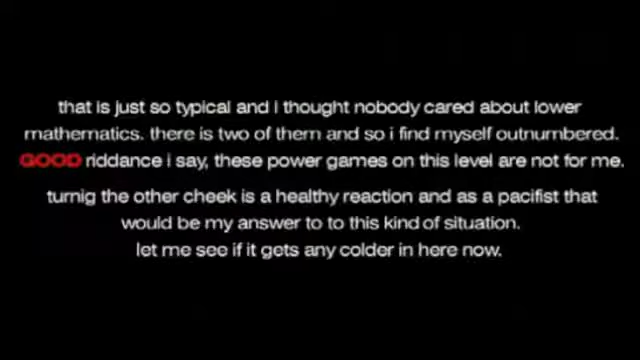 that is just so typical and i thought nobody cared about lower
mathematics. there is two of them and so i find myself outnumbered.
GOOD riddance i say, these power games on this level are not for me.
turnig the other cheek is a healthy reaction and as a pacifist that
would be my answer to to this kind of situation.
let me see if it gets any colder in here now.